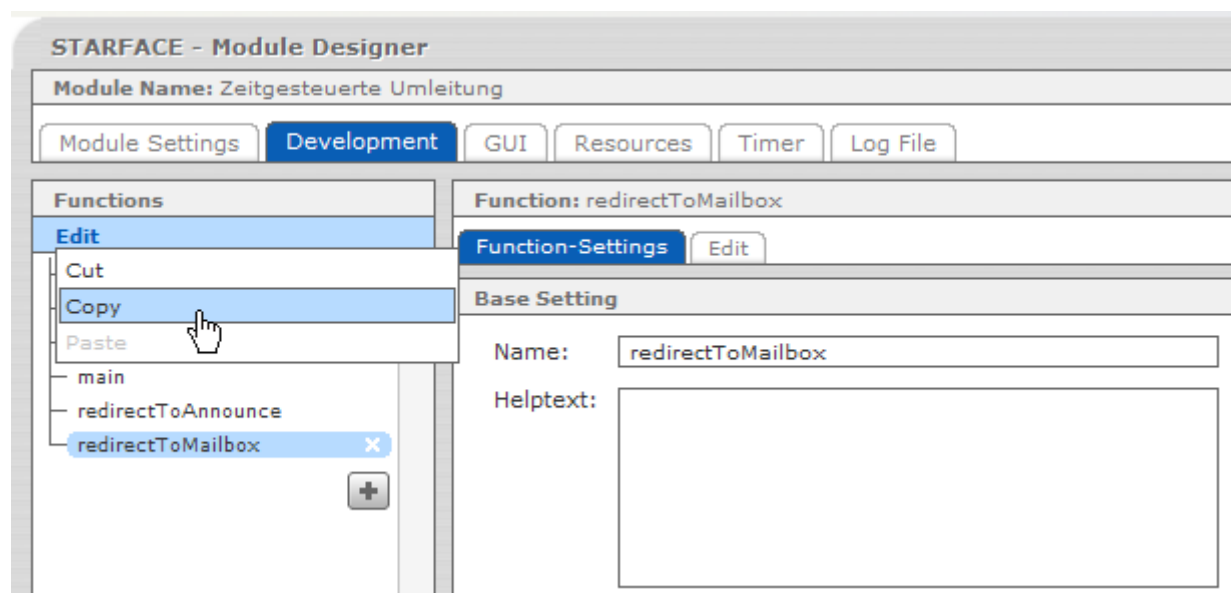 STARFACE - Module Designer
Module Name: Zeitgesteuerte Umleitung
Module Settings Development GUI Resources Timer Log File
Functions
Edit
Cut
Copy
Paste
main
redirectToAnnounce
redirectToMailbox
Function: redirectToMailbox
Function-Settings Edit
Base Setting
Name: redirectToMailbox
Helptext: